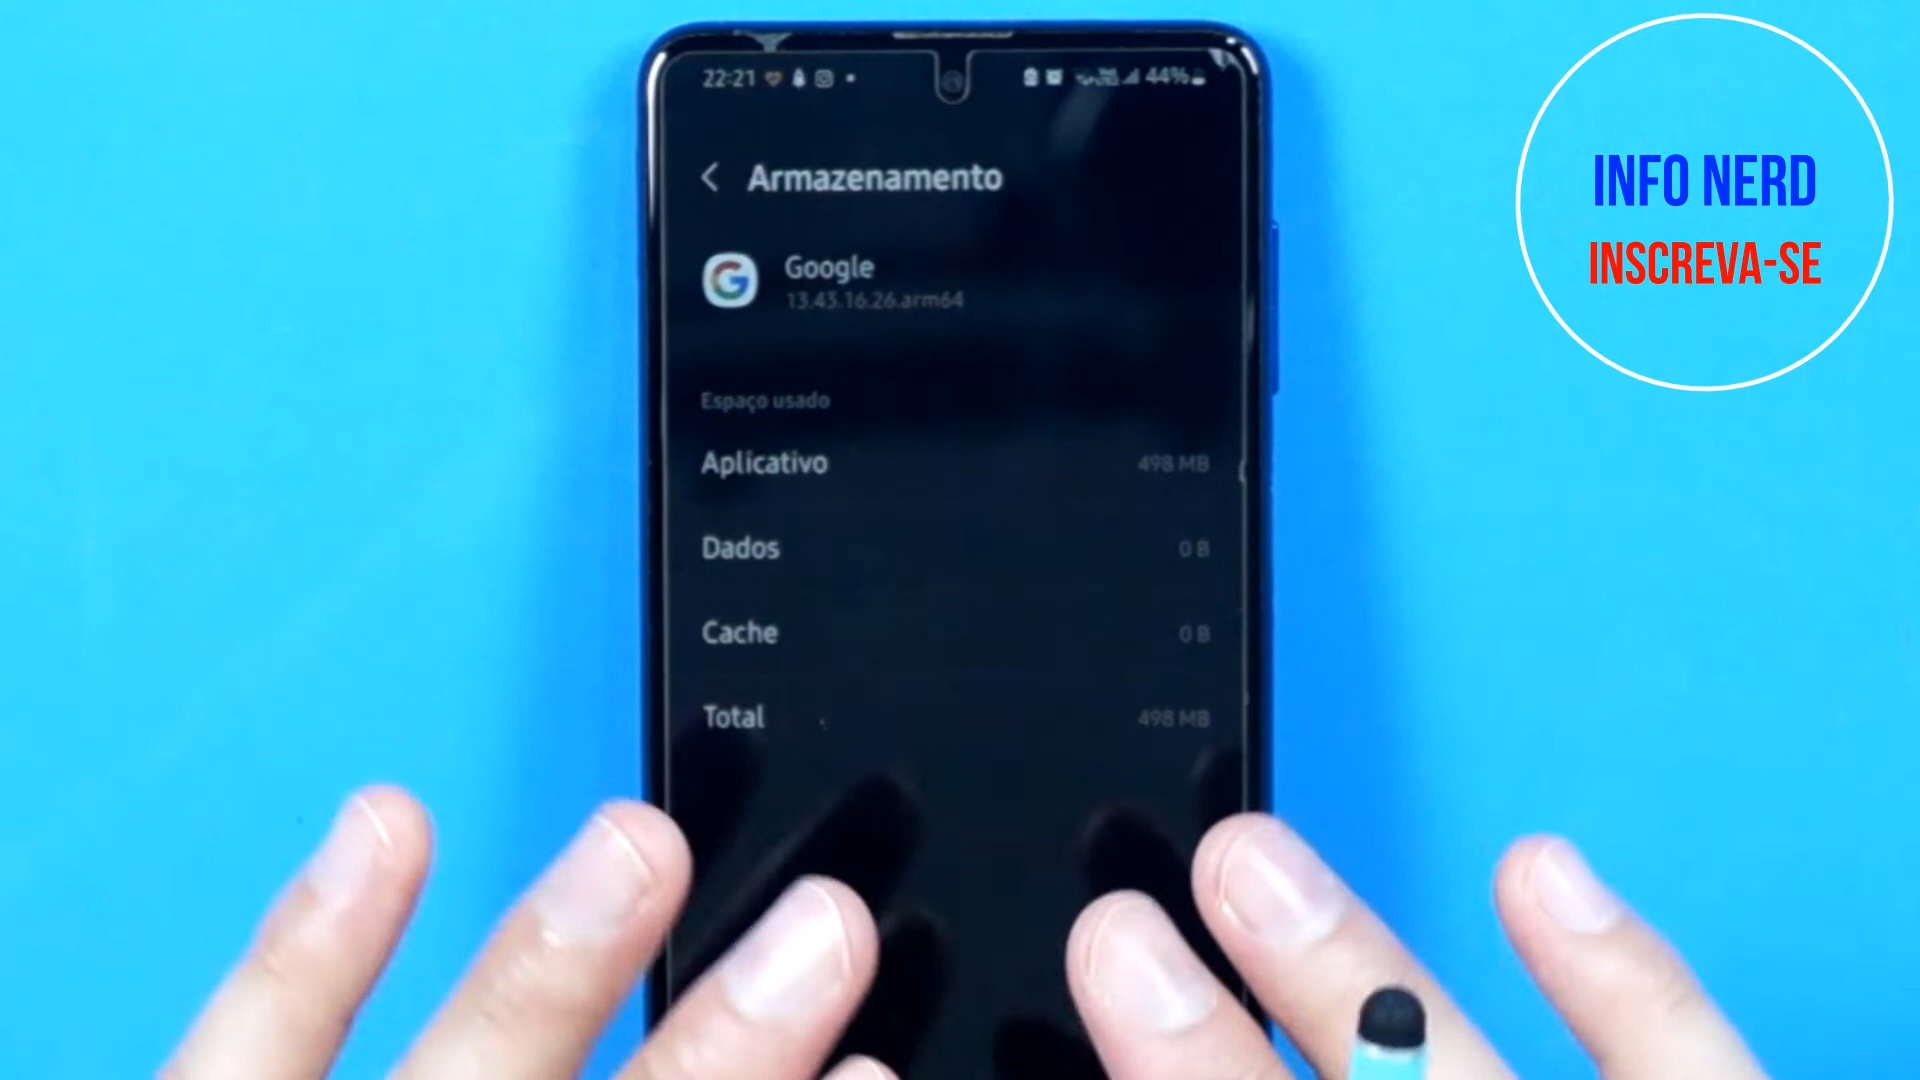 22:21
44%
Armazenamento
Google
13.43.16.26.arm64
Espaço usado
Aplicativo 498 MB
Dados 0 B
Cache 0 B
Total 498 MB
INFO NERD
INSCREVA-SE